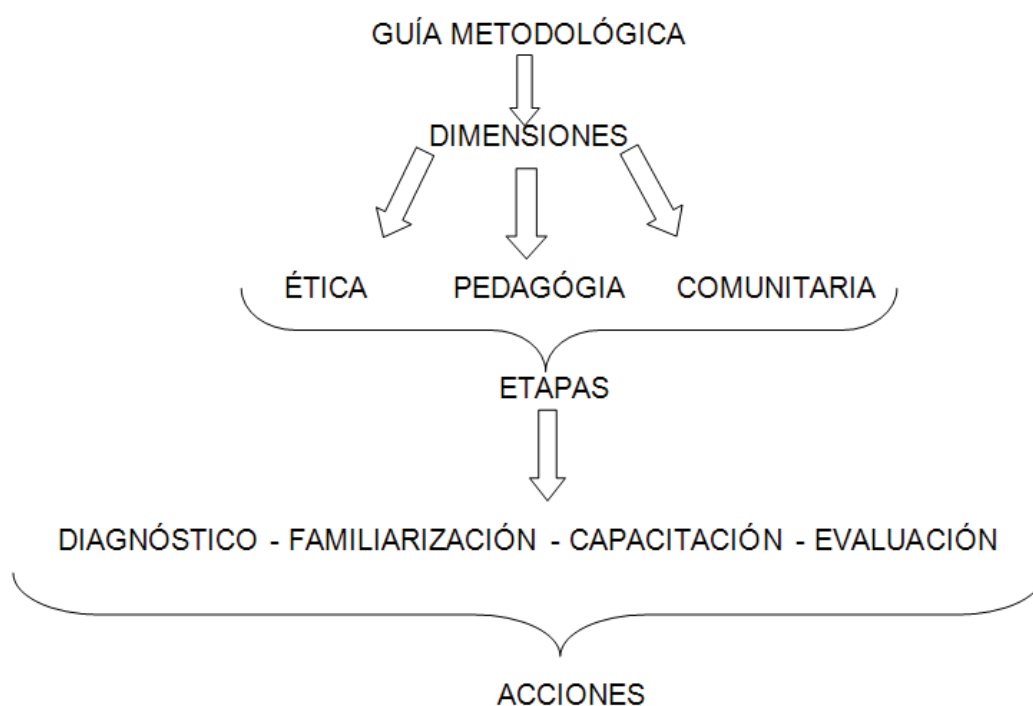 GUÍA METODOLÓGICA
DIMENSIONES
ÉTICA PEDAGÓGIA COMUNITARIA
ETAPAS
DIAGNÓSTICO - FAMILIARIZACIÓN - CAPACITACIÓN - EVALUACIÓN
ACCIONES